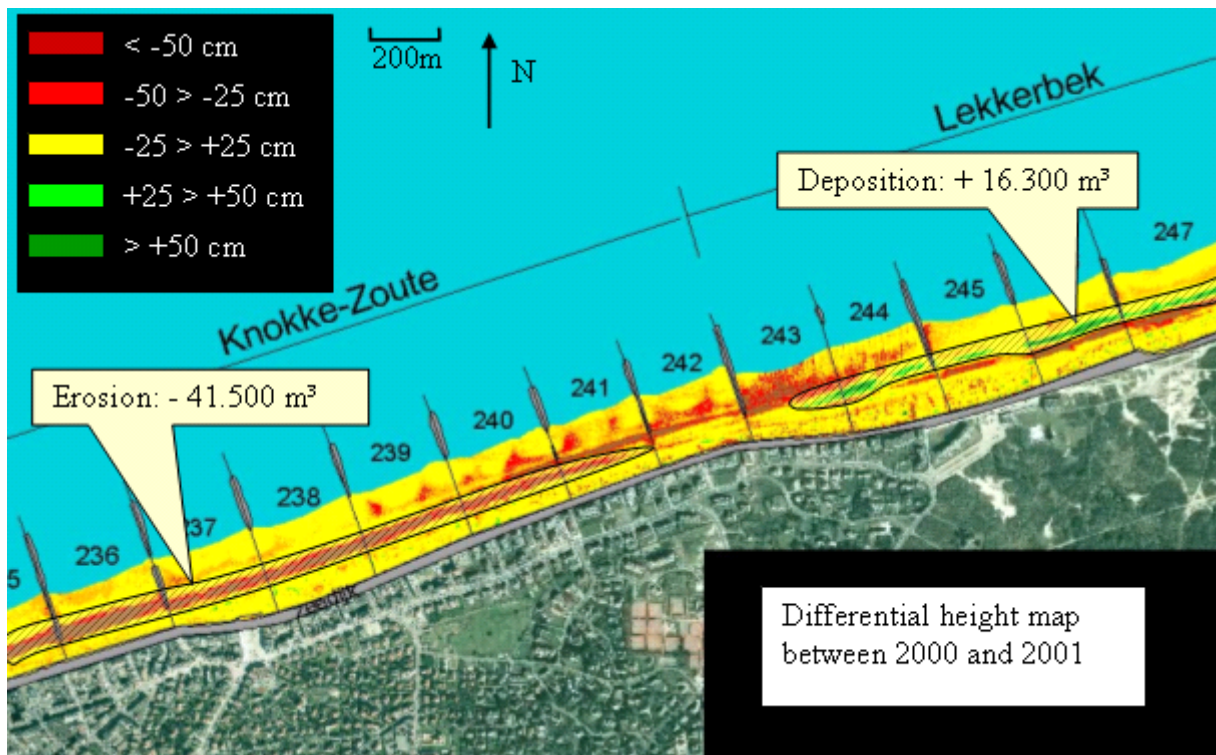 < -50 cm
-50 > -25 cm
-25 > +25 cm
+25 > +50 cm
> +50 cm
200m
N
Lekkerbek
Deposition: + 16.300 m³
Knokke-Zoute
Erosion: - 41.500 m³
247
245
244
243
242
241
240
239
238
37
236
5
Zeedijk
Differential height map
between 2000 and 2001